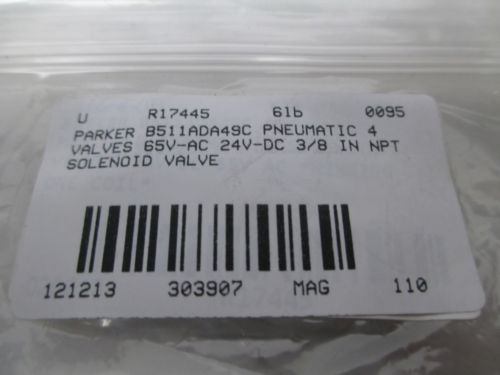 U R17445 61b 0095
PARKER B511ADA49C PNEUMATIC 4
VALVES 65V-AC 24V-DC 3/8 IN NPT
SOLENOID VALVE
121213 303907 MAG 110